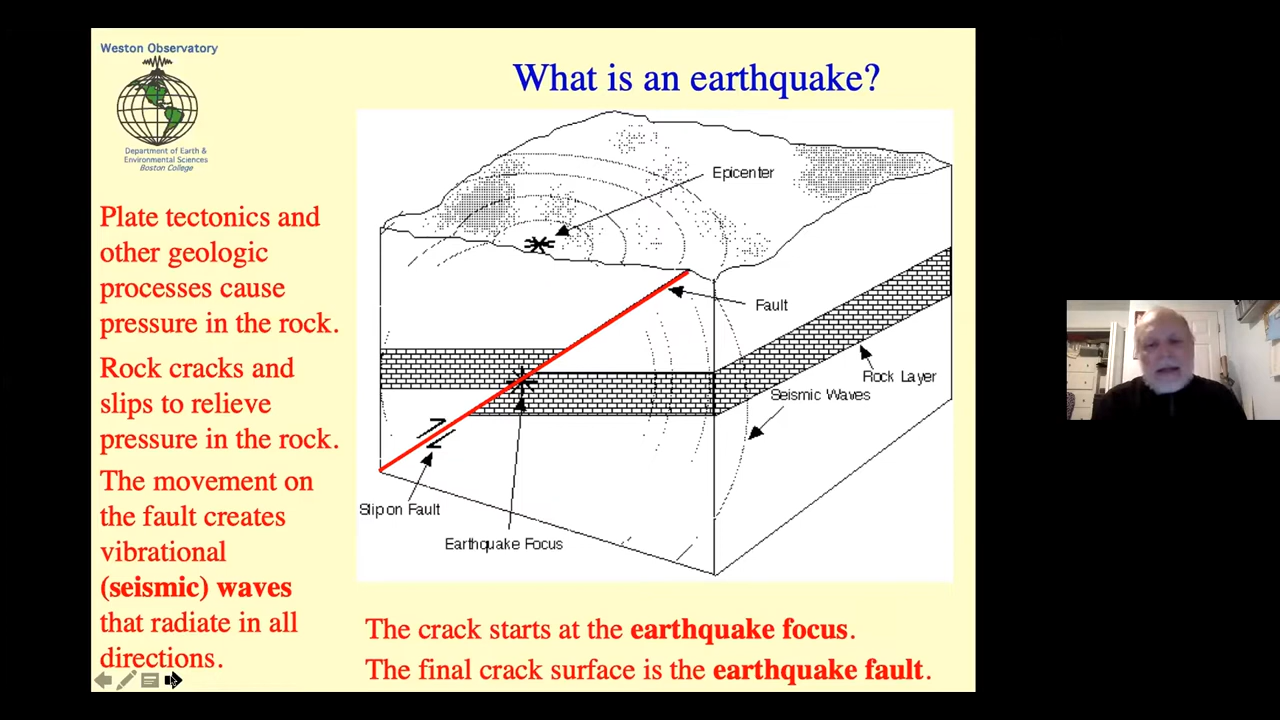 Weston Observatory
Department of Earth &
Environmental Sciences
Boston College
What is an earthquake?
Plate tectonics and
other geologic
processes cause
pressure in the rock.
Rock cracks and
slips to relieve
pressure in the rock.
The movement on
the fault creates
vibrational
(seismic) waves
that radiate in all
directions.
Epicenter
Fault
Rock Layer
Seismic Waves
Slip on Fault
Earthquake Focus
The crack starts at the earthquake focus.
The final crack surface is the earthquake fault.